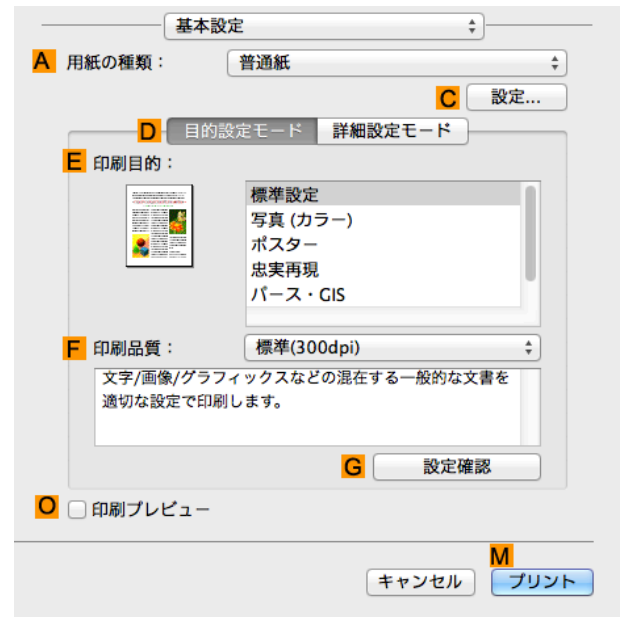 基本設定
A 用紙の種類： 普通紙
C 設定...
D 目的設定モード 詳細設定モード
E 印刷目的：
標準設定
写真 (カラー)
ポスター
忠実再現
パース・GIS
F 印刷品質： 標準(300dpi)
文字/画像/グラフィックスなどの混在する一般的な文書を
適切な設定で印刷します。
G 設定確認
O 印刷プレビュー
M
キャンセル プリント